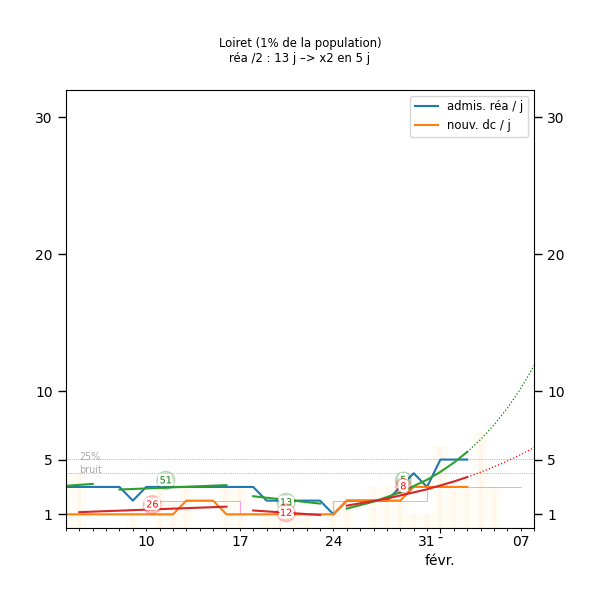 Loiret (1% de la population)
réa /2 : 13 j –> x2 en 5 j
admis. réa / j
nouv. dc / j
30 30
20 20
10 10
5 5
25%
bruit
51
26
13
12
5
8
1 1
10 17 24 31 07
févr.